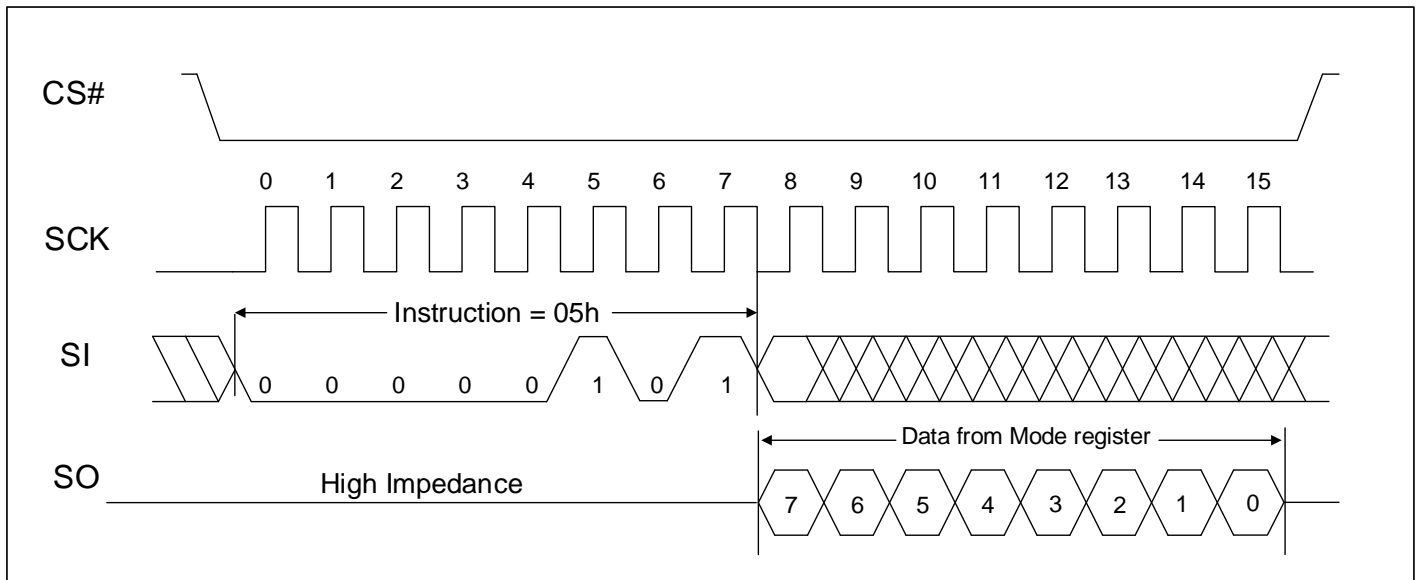 CS#
0 1 2 3 4 5 6 7 8 9 10 11 12 13 14 15
SCK
Instruction = 05h
SI
0 0 0 0 0 1 0 1
Data from Mode register
SO
High Impedance
7 6 5 4 3 2 1 0